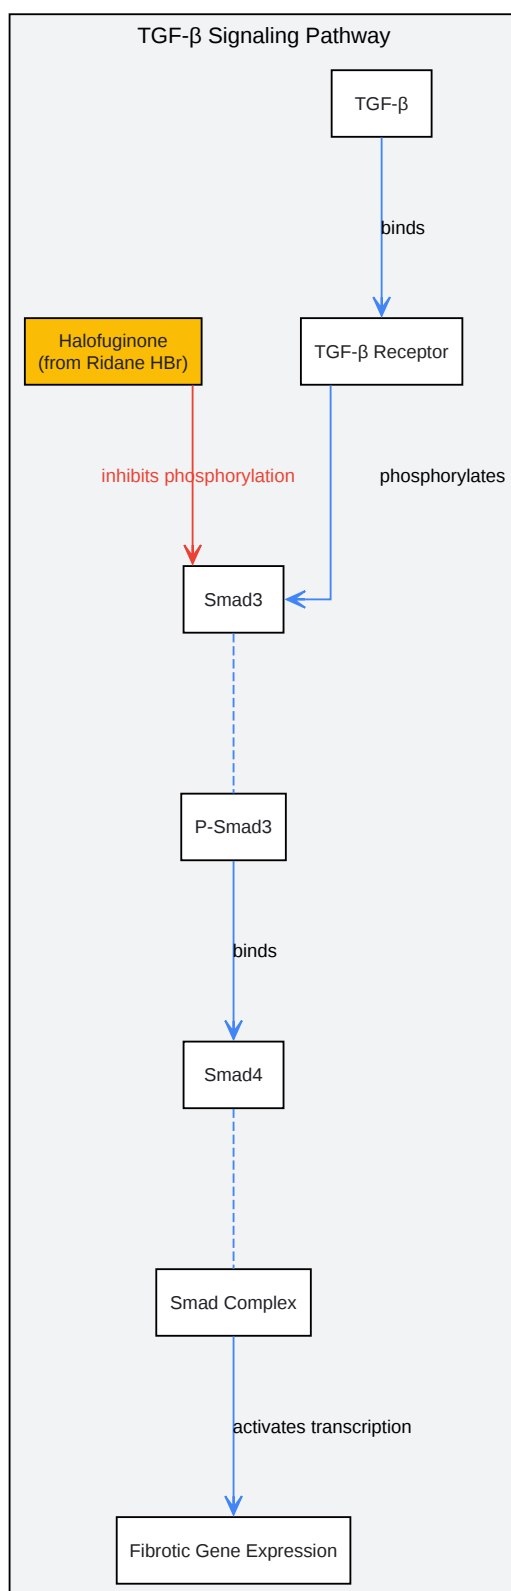 TGF-β Signaling Pathway
TGF-β
binds
Halofuginone
(from Ridane HBr)
TGF-β Receptor
inhibits phosphorylation
phosphorylates
Smad3
P-Smad3
binds
Smad4
Smad Complex
activates transcription
Fibrotic Gene Expression